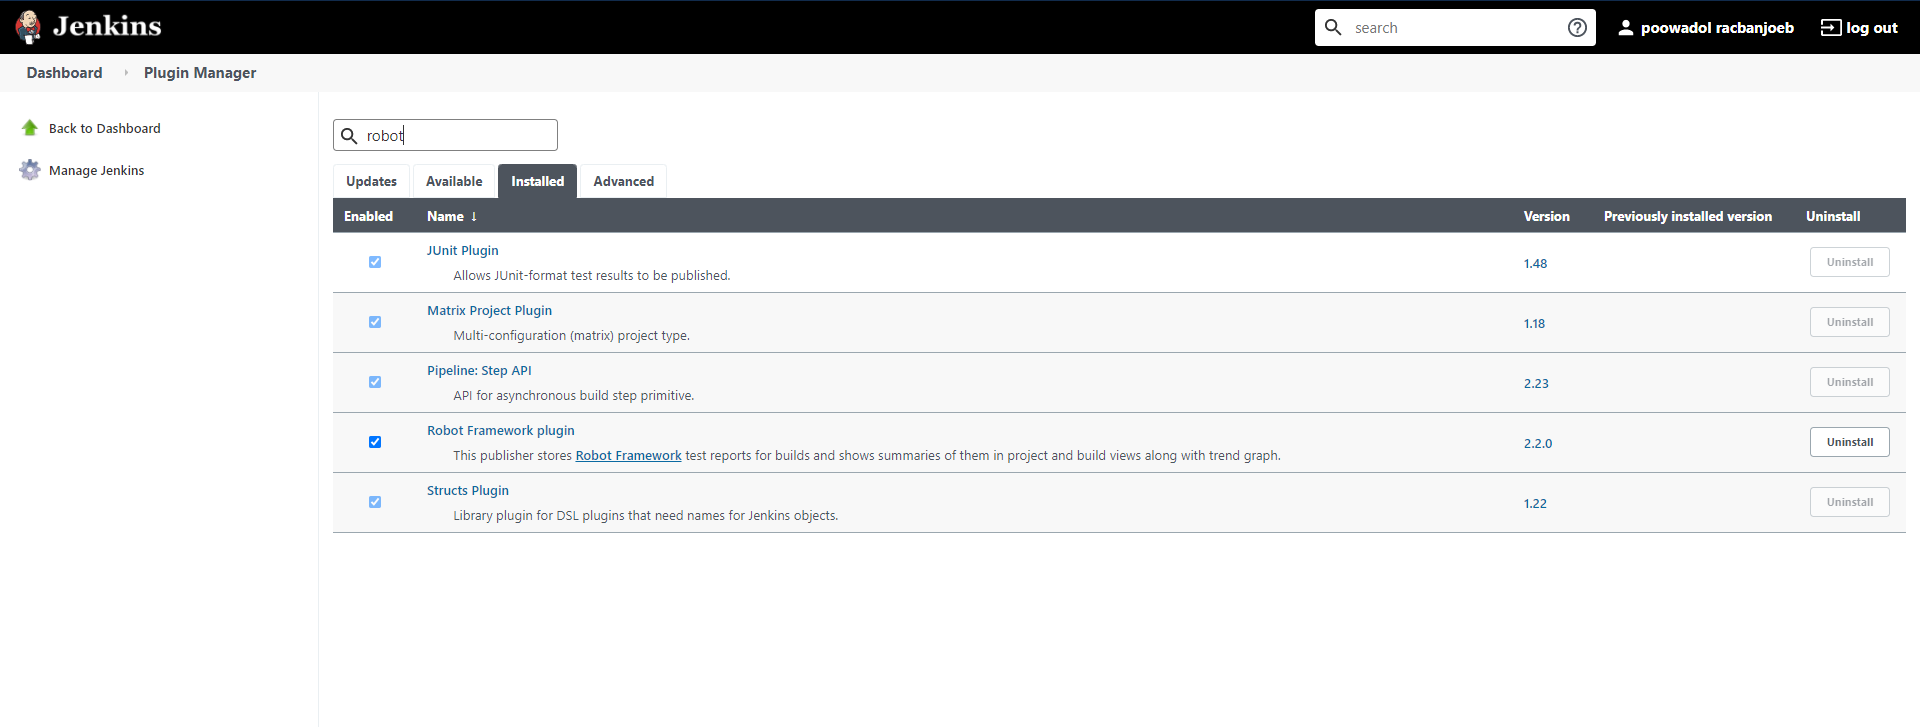 Jenkins
search
poowadol racbanjoeb
log out
Dashboard
Plugin Manager
Back to Dashboard
Manage Jenkins
robot
Updates
Available
Installed
Advanced
Enabled
Name ↓
Version
Previously installed version
Uninstall
JUnit Plugin
Allows JUnit-format test results to be published.
1.48
Uninstall
Matrix Project Plugin
Multi-configuration (matrix) project type.
1.18
Uninstall
Pipeline: Step API
API for asynchronous build step primitive.
2.23
Uninstall
Robot Framework plugin
This publisher stores Robot Framework test reports for builds and shows summaries of them in project and build views along with trend graph.
2.2.0
Uninstall
Structs Plugin
Library plugin for DSL plugins that need names for Jenkins objects.
1.22
Uninstall